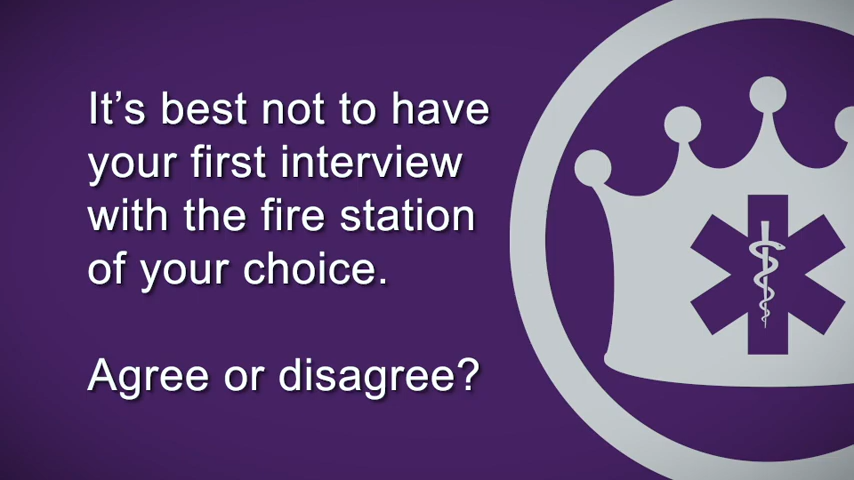 It’s best not to have
your first interview
with the fire station
of your choice.
Agree or disagree?